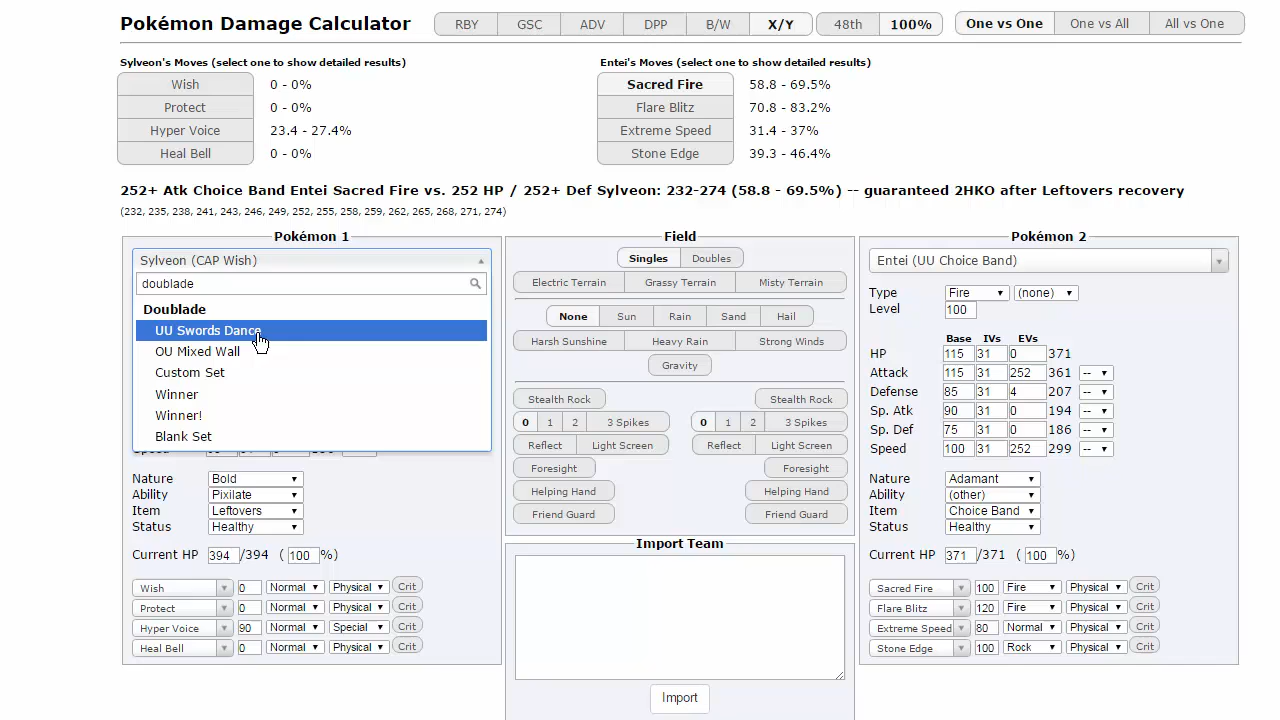 Pokémon Damage Calculator
RBY GSC ADV DPP B/W X/Y 48th 100% One vs One One vs All All vs One
Sylveon's Moves (select one to show detailed results)
Wish 0 - 0%
Protect 0 - 0%
Hyper Voice 23.4 - 27.4%
Heal Bell 0 - 0%
Entei's Moves (select one to show detailed results)
Sacred Fire 58.8 - 69.5%
Flare Blitz 70.8 - 83.2%
Extreme Speed 31.4 - 37%
Stone Edge 39.3 - 46.4%
252+ Atk Choice Band Entei Sacred Fire vs. 252 HP / 252+ Def Sylveon: 232-274 (58.8 - 69.5%) -- guaranteed 2HKO after Leftovers recovery
(232, 235, 238, 241, 243, 246, 249, 252, 255, 258, 259, 262, 265, 268, 271, 274)
Pokémon 1
Sylveon (CAP Wish)
doublade
Doublade
UU Swords Dance
OU Mixed Wall
Custom Set
Winner
Winner!
Blank Set
Nature Bold
Ability Pixilate
Item Leftovers
Status Healthy
Current HP 394 /394 ( 100 %)
Wish 0 Normal Physical Crit
Protect 0 Normal Physical Crit
Hyper Voice 90 Normal Special Crit
Heal Bell 0 Normal Physical Crit
Field
Singles Doubles
Electric Terrain Grassy Terrain Misty Terrain
None Sun Rain Sand Hail
Harsh Sunshine Heavy Rain Strong Winds
Gravity
Stealth Rock Stealth Rock
0 1 2 3 Spikes 0 1 2 3 Spikes
Reflect Light Screen Reflect Light Screen
Foresight Foresight
Helping Hand Helping Hand
Friend Guard Friend Guard
Import Team
Import
Pokémon 2
Entei (UU Choice Band)
Type Fire (none)
Level 100
Base IVs EVs
HP 115 31 0 371
Attack 115 31 252 361 --
Defense 85 31 4 207 --
Sp. Atk 90 31 0 194 --
Sp. Def 75 31 0 186 --
Speed 100 31 252 299 --
Nature Adamant
Ability (other)
Item Choice Band
Status Healthy
Current HP 371 /371 ( 100 %)
Sacred Fire 100 Fire Physical Crit
Flare Blitz 120 Fire Physical Crit
Extreme Speed 80 Normal Physical Crit
Stone Edge 100 Rock Physical Crit